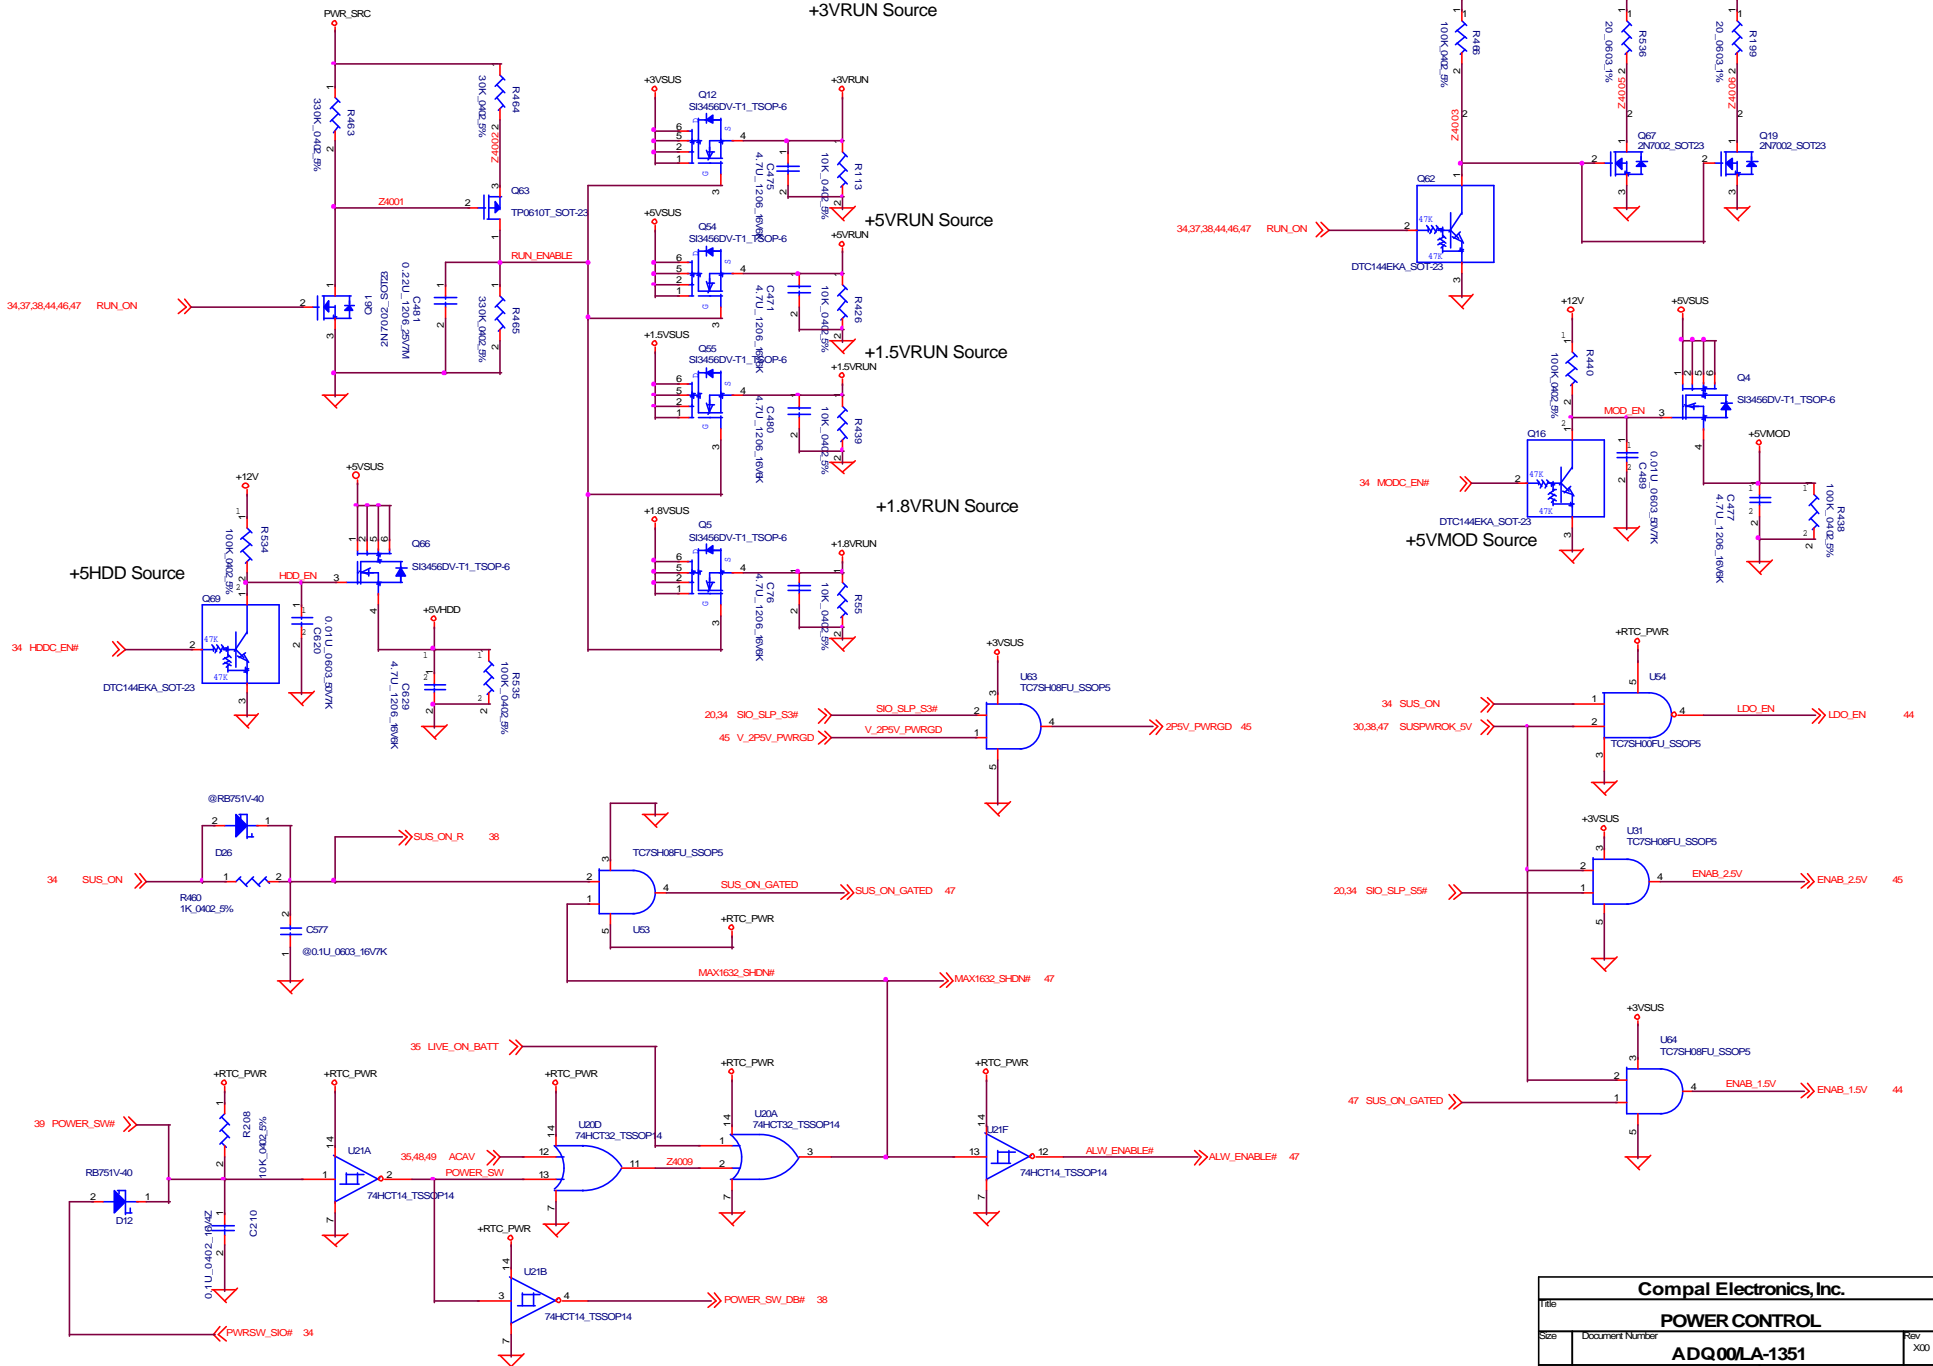 +3VRUN Source
PWR_SRC
R463
330K_0402_5%
R464
30K_0402_5%
Z4002
Z4001
Q63
TP0610T_SOT-23
RUN_ENABLE
34,37,38,44,46,47 RUN_ON
Q61
2N7002_SOT23
C481
0.22U_1206_25V7M
R465
330K_0402_5%
+3VSUS
Q12
SI3456DV-T1_TSOP-6
+3VRUN
C475
4.7U_1206_16V6K
R113
10K_0402_5%
+5VRUN Source
+5VSUS
Q54
SI3456DV-T1_TSOP-6
+5VRUN
C471
4.7U_1206_16V6K
R426
10K_0402_5%
+1.5VRUN Source
+1.5VSUS
Q55
SI3456DV-T1_TSOP-6
+1.5VRUN
C480
4.7U_1206_16V6K
R439
10K_0402_5%
+1.8VRUN Source
+1.8VSUS
Q5
SI3456DV-T1_TSOP-6
+1.8VRUN
C76
4.7U_1206_16V6K
R55
10K_0402_5%
R466
100K_0402_5%
Z4003
R536
20_0603_1%
Z4005
R199
20_0603_1%
Z4006
Q67
2N7002_SOT23
Q19
2N7002_SOT23
Q62
47K
47K
DTC144EKA_SOT-23
34,37,38,44,46,47 RUN_ON
+12V
R440
100K_0402_5%
+5VSUS
Q4
SI3456DV-T1_TSOP-6
MOD_EN
Q16
47K
47K
DTC144EKA_SOT-23
34 MODC_EN#
C489
0.01U_0603_50V7K
+5VMOD
C477
4.7U_1206_16V6K
R438
100K_0402_5%
+5VMOD Source
+5HDD Source
+12V
R534
100K_0402_5%
+5VSUS
Q66
SI3456DV-T1_TSOP-6
HDD_EN
Q69
47K
47K
DTC144EKA_SOT-23
34 HDDC_EN#
C620
0.01U_0603_50V7K
+5VHDD
C629
4.7U_1206_16V6K
R535
100K_0402_5%
+3VSUS
U63
TC7SH08FU_SSOP5
20,34 SIO_SLP_S3#
SIO_SLP_S3#
45 V_2P5V_PWRGD
V_2P5V_PWRGD
2P5V_PWRGD 45
+RTC_PWR
U54
TC7SH00FU_SSOP5
34 SUS_ON
30,38,47 SUSPWROK_5V
LDO_EN
LDO_EN 44
@RB751V-40
D26
SUS_ON_R 38
34 SUS_ON
R460
1K_0402_5%
C577
@0.1U_0603_16V7K
TC7SH08FU_SSOP5
U53
SUS_ON_GATED
SUS_ON_GATED 47
+RTC_PWR
MAX1632_SHDN#
MAX1632_SHDN# 47
+3VSUS
U31
TC7SH08FU_SSOP5
20,34 SIO_SLP_S5#
ENAB_2.5V
ENAB_2.5V 45
+3VSUS
U64
TC7SH08FU_SSOP5
47 SUS_ON_GATED
ENAB_1.5V
ENAB_1.5V 44
35 LIVE_ON_BATT
39 POWER_SW#
+RTC_PWR
R208
10K_0402_5%
RB751V-40
D12
C210
0.1U_0402_16V4Z
PWRSW_SIO# 34
+RTC_PWR
U21A
74HCT14_TSSOP14
35,48,49 ACAV
POWER_SW
+RTC_PWR
U20D
74HCT32_TSSOP14
Z4009
+RTC_PWR
U20A
74HCT32_TSSOP14
+RTC_PWR
U21F
74HCT14_TSSOP14
ALW_ENABLE#
ALW_ENABLE# 47
+RTC_PWR
U21B
74HCT14_TSSOP14
POWER_SW_DB# 38
Compal Electronics, Inc.
Title
POWER CONTROL
Size
Document Number
Rev
ADQ00/LA-1351
X00